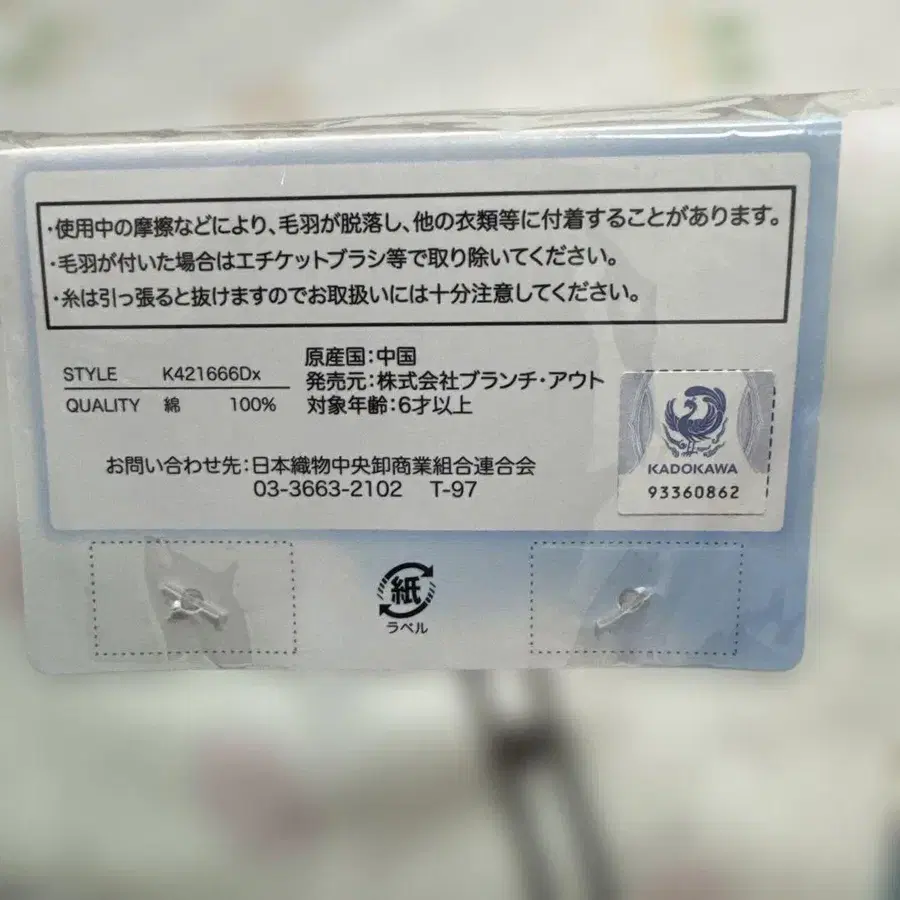 ・使用中の摩擦などにより、毛羽が脱落し、他の衣類等に付着することがあります。
・毛羽が付いた場合はエチケットブラシ等で取り除いてください。
・糸は引っ張ると抜けますのでお取扱いには十分注意してください。
STYLE K421666Dx
QUALITY 綿 100%
原産国:中国
発売元:株式会社ブランチ・アウト
対象年齢:6才以上
お問い合わせ先:日本織物中央卸商業組合連合会
03-3663-2102 T-97
KADOKAWA
93360862
紙
ラベル